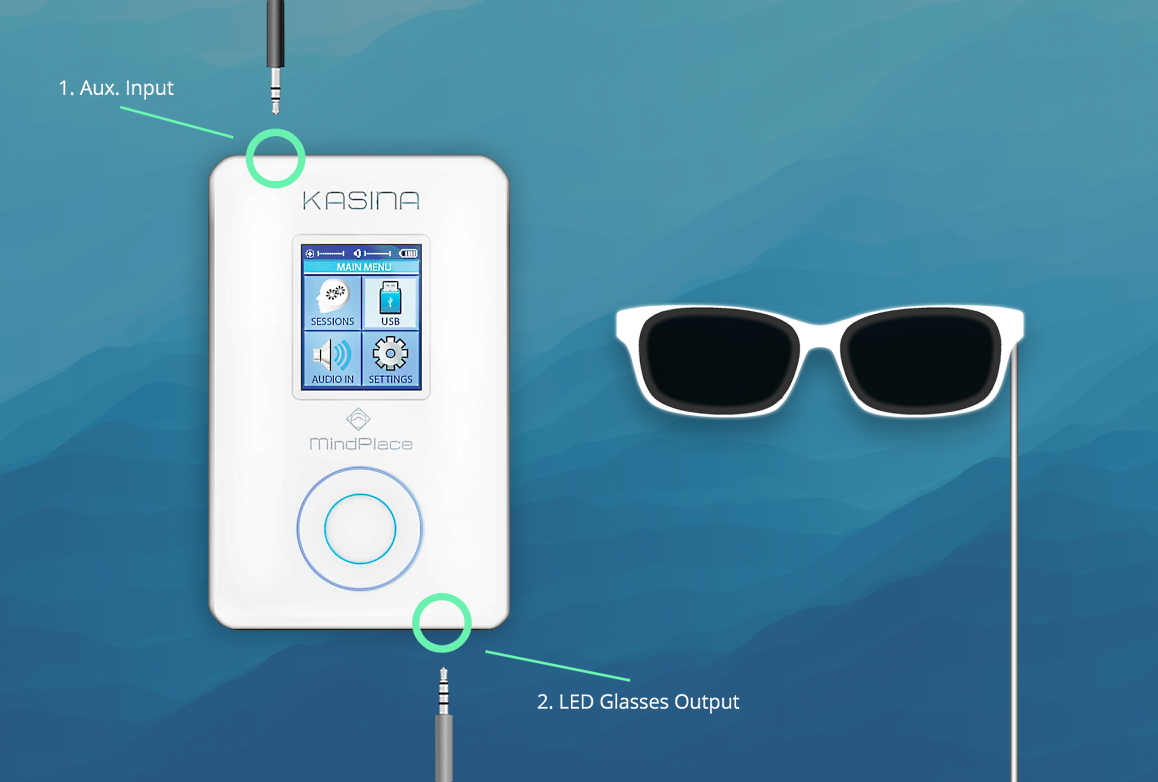 1. Aux. Input
KASINA
MAIN MENU
SESSIONS
USB
AUDIO IN
SETTINGS
MindPlace
2. LED Glasses Output